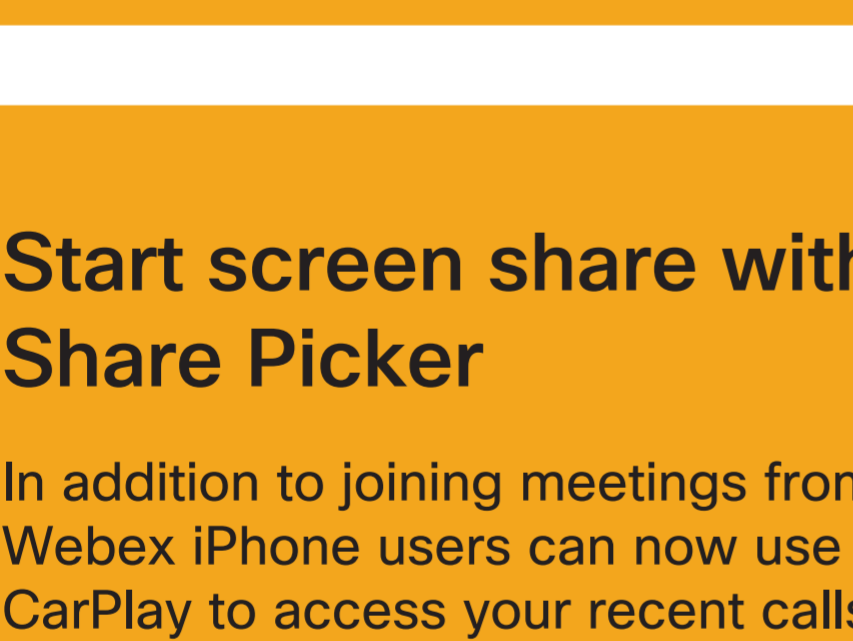 Start screen share with
Share Picker
In addition to joining meetings from
Webex iPhone users can now use
CarPlay to access your recent calls